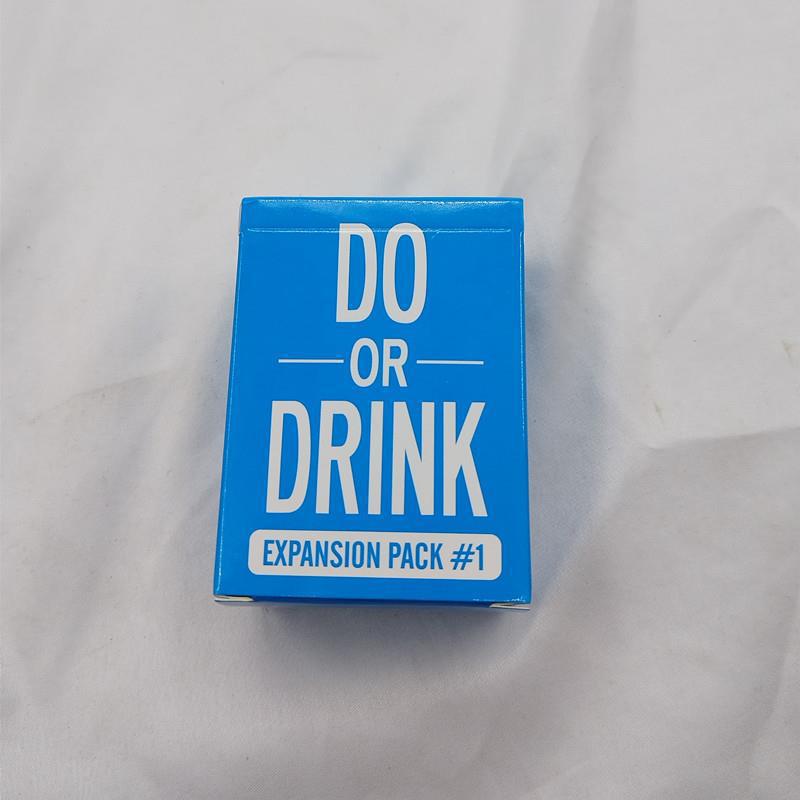 DO
OR
DRINK
EXPANSION PACK #1